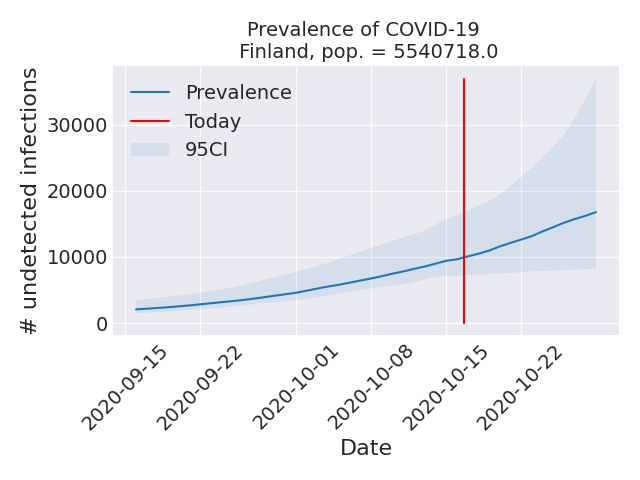 Prevalence of COVID-19
Finland, pop. = 5540718.0
Prevalence
Today
95CI
# undetected infections
30000
20000
10000
0
2020-09-15
2020-09-22
2020-10-01
2020-10-08
2020-10-15
2020-10-22
Date